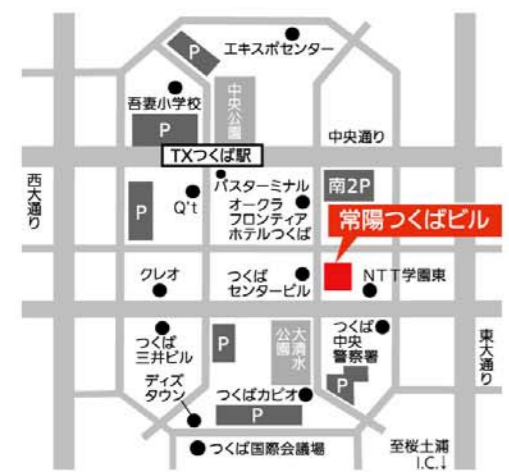 エキスポセンター
P
吾妻小学校
P
中央公園
中央通り
TXつくば駅
西大通り
P
Q't
バスターミナル
オークラ
フロンティア
ホテルつくば
南2P
常陽つくばビル
クレオ
つくば
センタービル
NTT学園東
つくば
三井ビル
P
大清水
公園
つくば
中央
警察署
P
東大通り
ディズ
タウン
つくばカピオ
P
つくば国際会議場
至桜土浦
I.C.↓